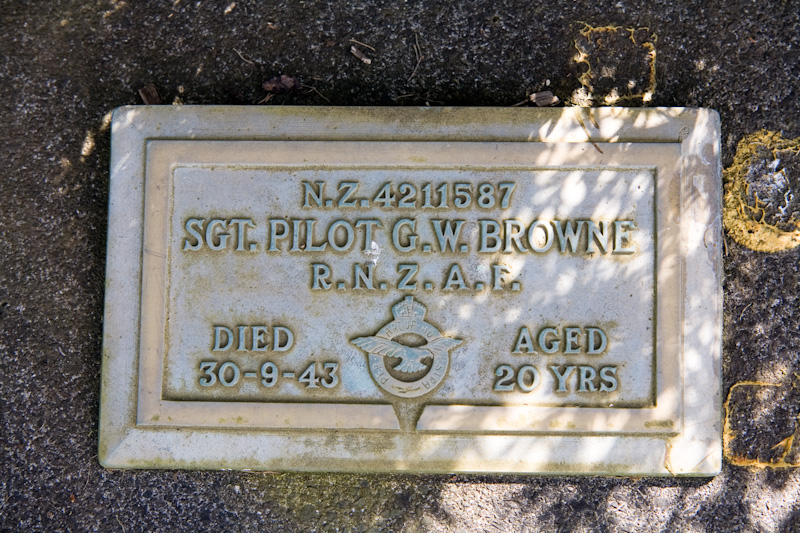 N.Z.4211587
SGT. PILOT G.W. BROWNE
R.N.Z.A.F.
DIED
30-9-43
AGED
20 YRS